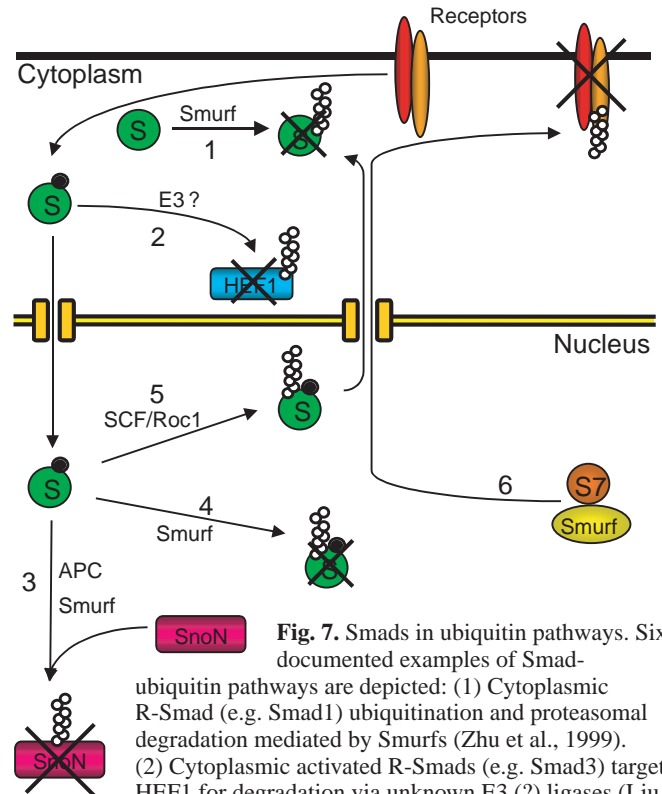 Receptors
Cytoplasm
S
Smurf
1
S
S
E3 ?
2
HEF1
Nucleus
5
SCF/Roc1
S
S
4
Smurf
S
6
S7
Smurf
3
APC
Smurf
SnoN
SnoN
Fig. 7. Smads in ubiquitin pathways. Six
documented examples of Smad-
ubiquitin pathways are depicted: (1) Cytoplasmic
R-Smad (e.g. Smad1) ubiquitination and proteasomal
degradation mediated by Smurfs (Zhu et al., 1999).
(2) Cytoplasmic activated R-Smads (e.g. Smad3) target
HEF1 for degradation via unknown E3 (?) ligases (Liu